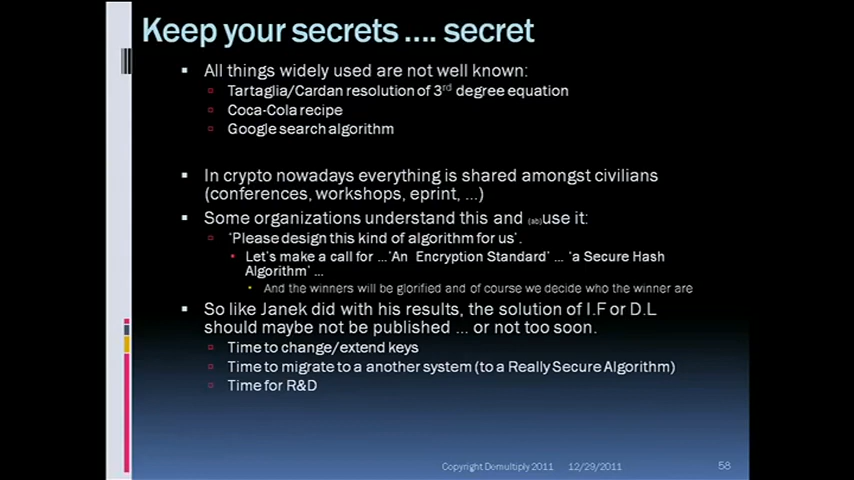 Keep your secrets .... secret
All things widely used are not well known:
Tartaglia/Cardan resolution of 3rd degree equation
Coca-Cola recipe
Google search algorithm
In crypto nowadays everything is shared amongst civilians
(conferences, workshops, eprint, ...)
Some organizations understand this and (ab)use it:
'Please design this kind of algorithm for us'.
Let's make a call for ...'An Encryption Standard' ... 'a Secure Hash
Algorithm' ...
And the winners will be glorified and of course we decide who the winner are
So like Janek did with his results, the solution of I.F or D.L
should maybe not be published ... or not too soon.
Time to change/extend keys
Time to migrate to a another system (to a Really Secure Algorithm)
Time for R&D
Copyright Demultiply 2011 12/29/2011 58